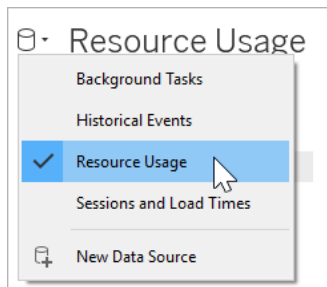 Resource Usage
Background Tasks
Historical Events
Resource Usage
Sessions and Load Times
New Data Source